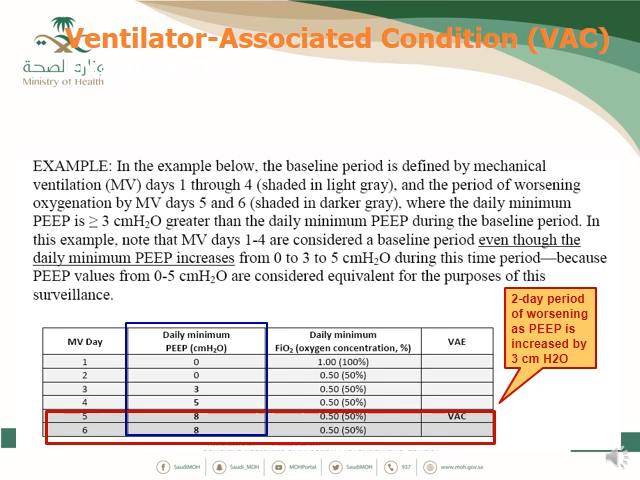 Ventilator-Associated Condition (VAC)
وزارة الصحة
Ministry of Health
EXAMPLE: In the example below, the baseline period is defined by mechanical
ventilation (MV) days 1 through 4 (shaded in light gray), and the period of worsening
oxygenation by MV days 5 and 6 (shaded in darker gray), where the daily minimum
PEEP is ≥ 3 cmH₂O greater than the daily minimum PEEP during the baseline period. In
this example, note that MV days 1-4 are considered a baseline period even though the
daily minimum PEEP increases from 0 to 3 to 5 cmH₂O during this time period—because
PEEP values from 0-5 cmH₂O are considered equivalent for the purposes of this
surveillance.
2-day period
of worsening
as PEEP is
increased by
3 cm H2O
MV Day Daily minimum PEEP (cmH₂O) Daily minimum FiO₂ (oxygen concentration, %) VAE
1 0 1.00 (100%)
2 0 0.50 (50%)
3 3 0.50 (50%)
4 5 0.50 (50%)
5 8 0.50 (50%) VAC
6 8 0.50 (50%)
SaudiMOH Saudi_MOH MOHPortal SaudiMOH 937 www.moh.gov.sa